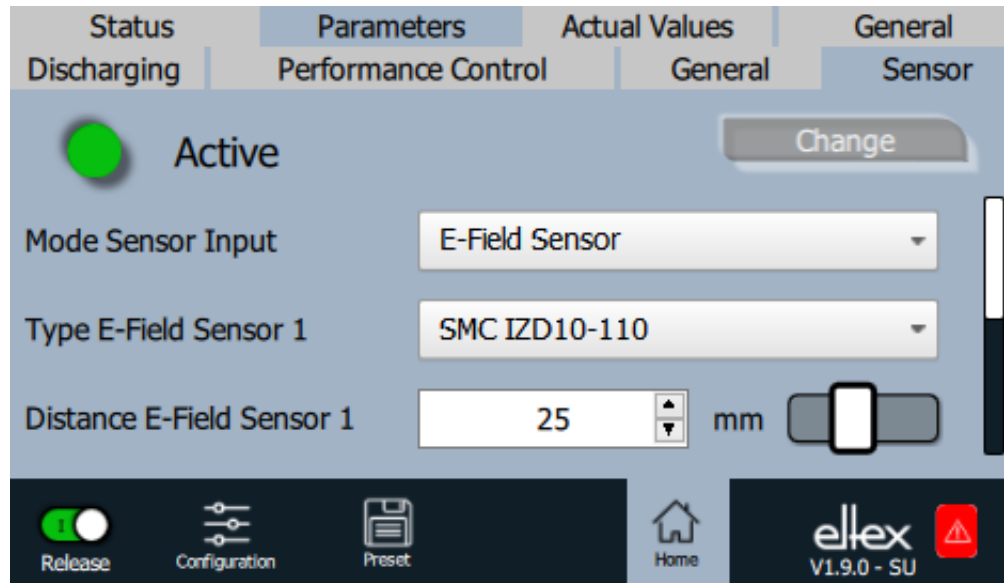 Status Parameters Actual Values General
Discharging Performance Control General Sensor
Active Change
Mode Sensor Input E-Field Sensor
Type E-Field Sensor 1 SMC IZD10-110
Distance E-Field Sensor 1 25 mm
I
Release Configuration Preset Home eltex
V1.9.0 - SU